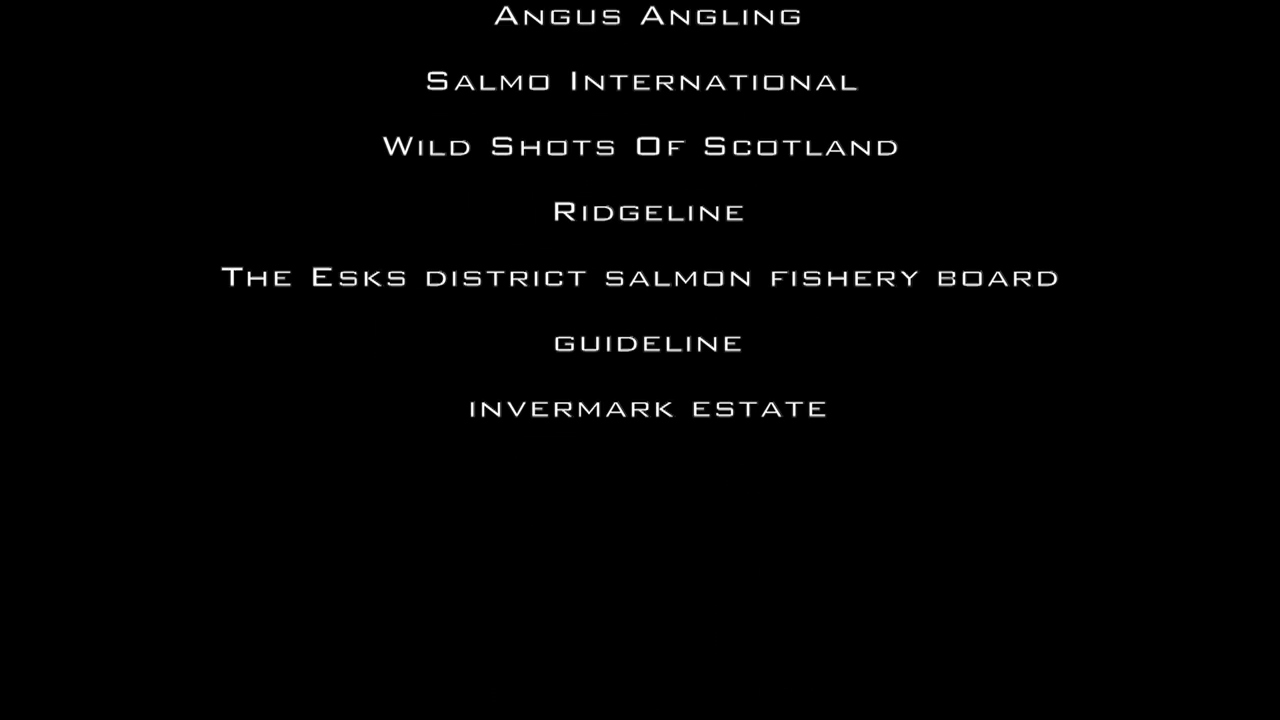 Angus Angling
Salmo International
Wild Shots Of Scotland
Ridgeline
The Esks district salmon fishery board
guideline
invermark estate